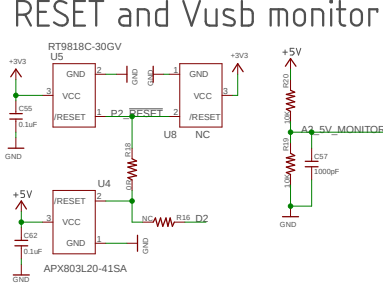 RESET and Vusb monitor
RT9818C-30GV
U5
+3V3
3
VCC
GND
2
GND
/RESET
1
C55
0.1uF
GND
P2_RESET
GND
1
GND
VCC
3
+3V3
2
/RESET
U8
NC
+5V
R20
10K
A3_5V_MONITOR
R19
10K
C57
1000pF
GND
R18
0R
U4
+5V
/RESET
2
3
VCC
GND
1
GND
C62
0.1uF
GND
NC
R16
D2
APX803L20-41SA